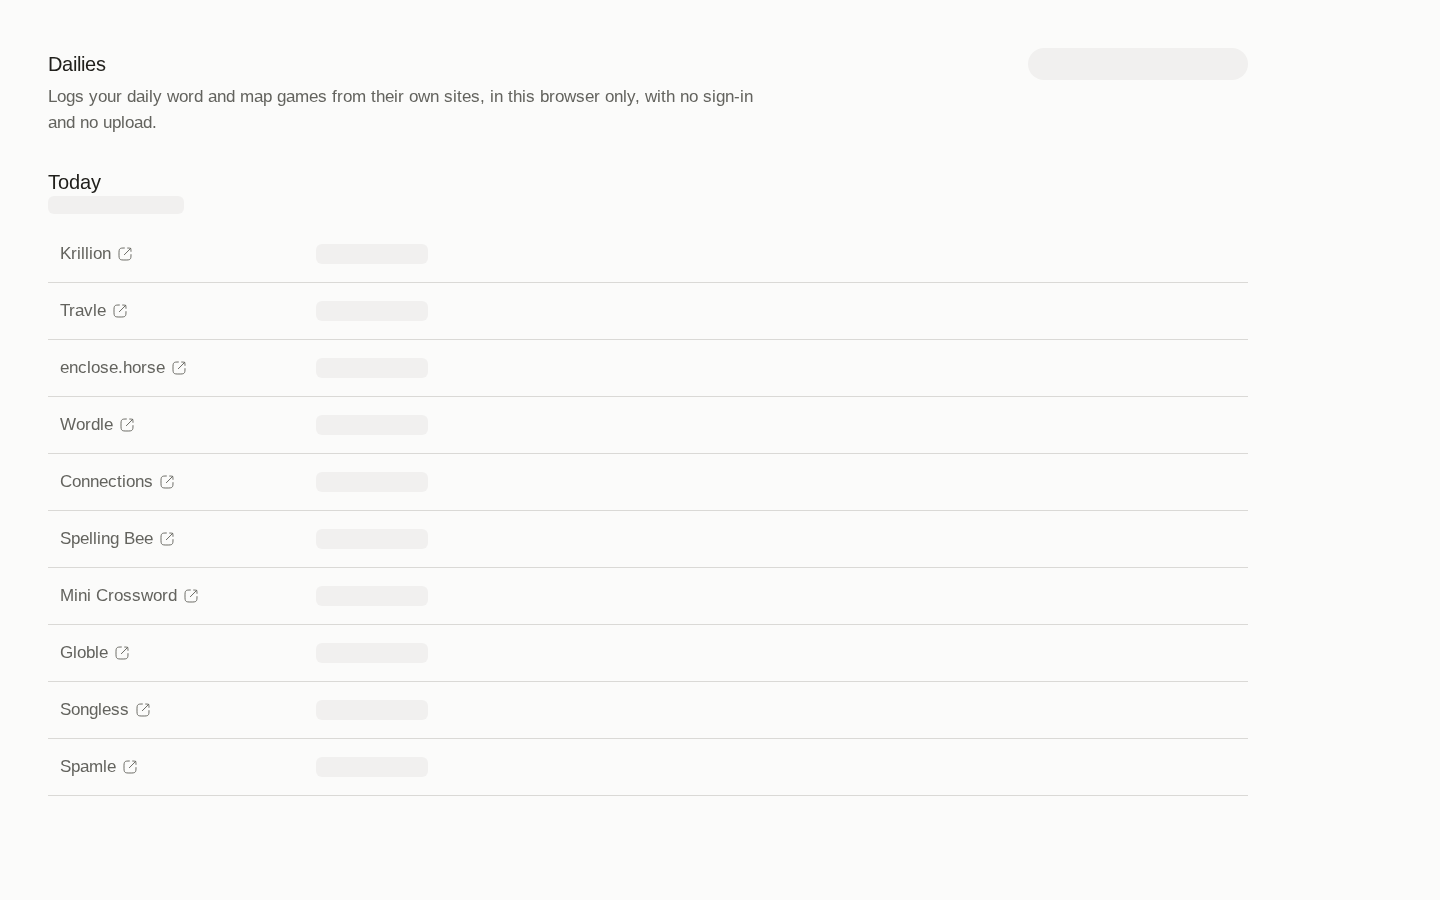 Dailies
Logs your daily word and map games from their own sites, in this browser only, with no sign-in
and no upload.
Today
Krillion
Travle
enclose.horse
Wordle
Connections
Spelling Bee
Mini Crossword
Globle
Songless
Spamle